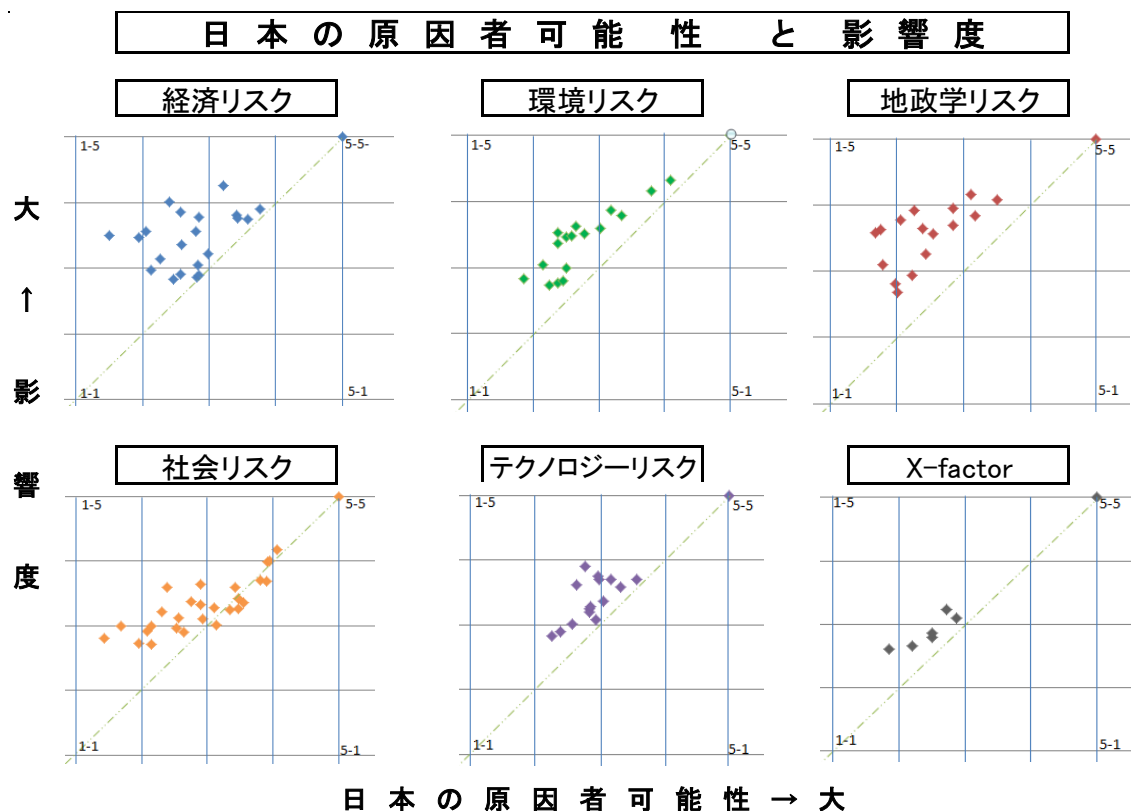 日本の原因者可能 性 と 影響度
経済リスク
環境リスク
地政学リスク
1-5
5-5-
1-1
5-1
1-5
5-5
1-1
5-1
1-5
5-5
1-1
5-1
大
↑
影
響
度
社会リスク
テクノロジーリスク
X-factor
1-5
5-5
1-1
5-1
1-5
5-5
1-1
5-1
1-5
5-5
1-1
5-1
日本の原因者可能性→大